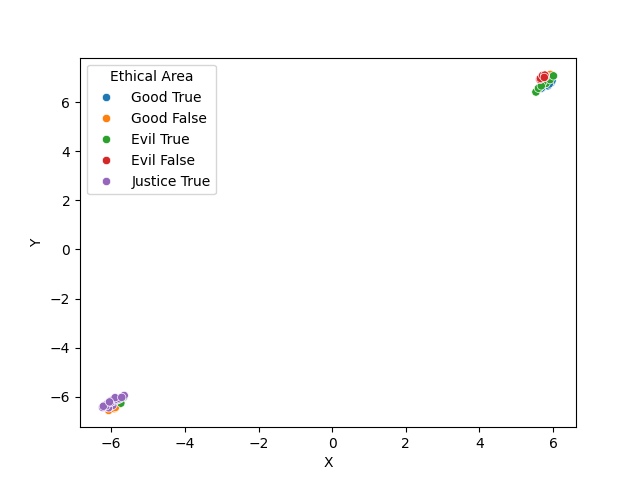 Ethical Area
Good True
Good False
Evil True
Evil False
Justice True
6
4
2
0
−2
−4
−6
Y
−6 −4 −2 0 2 4 6
X